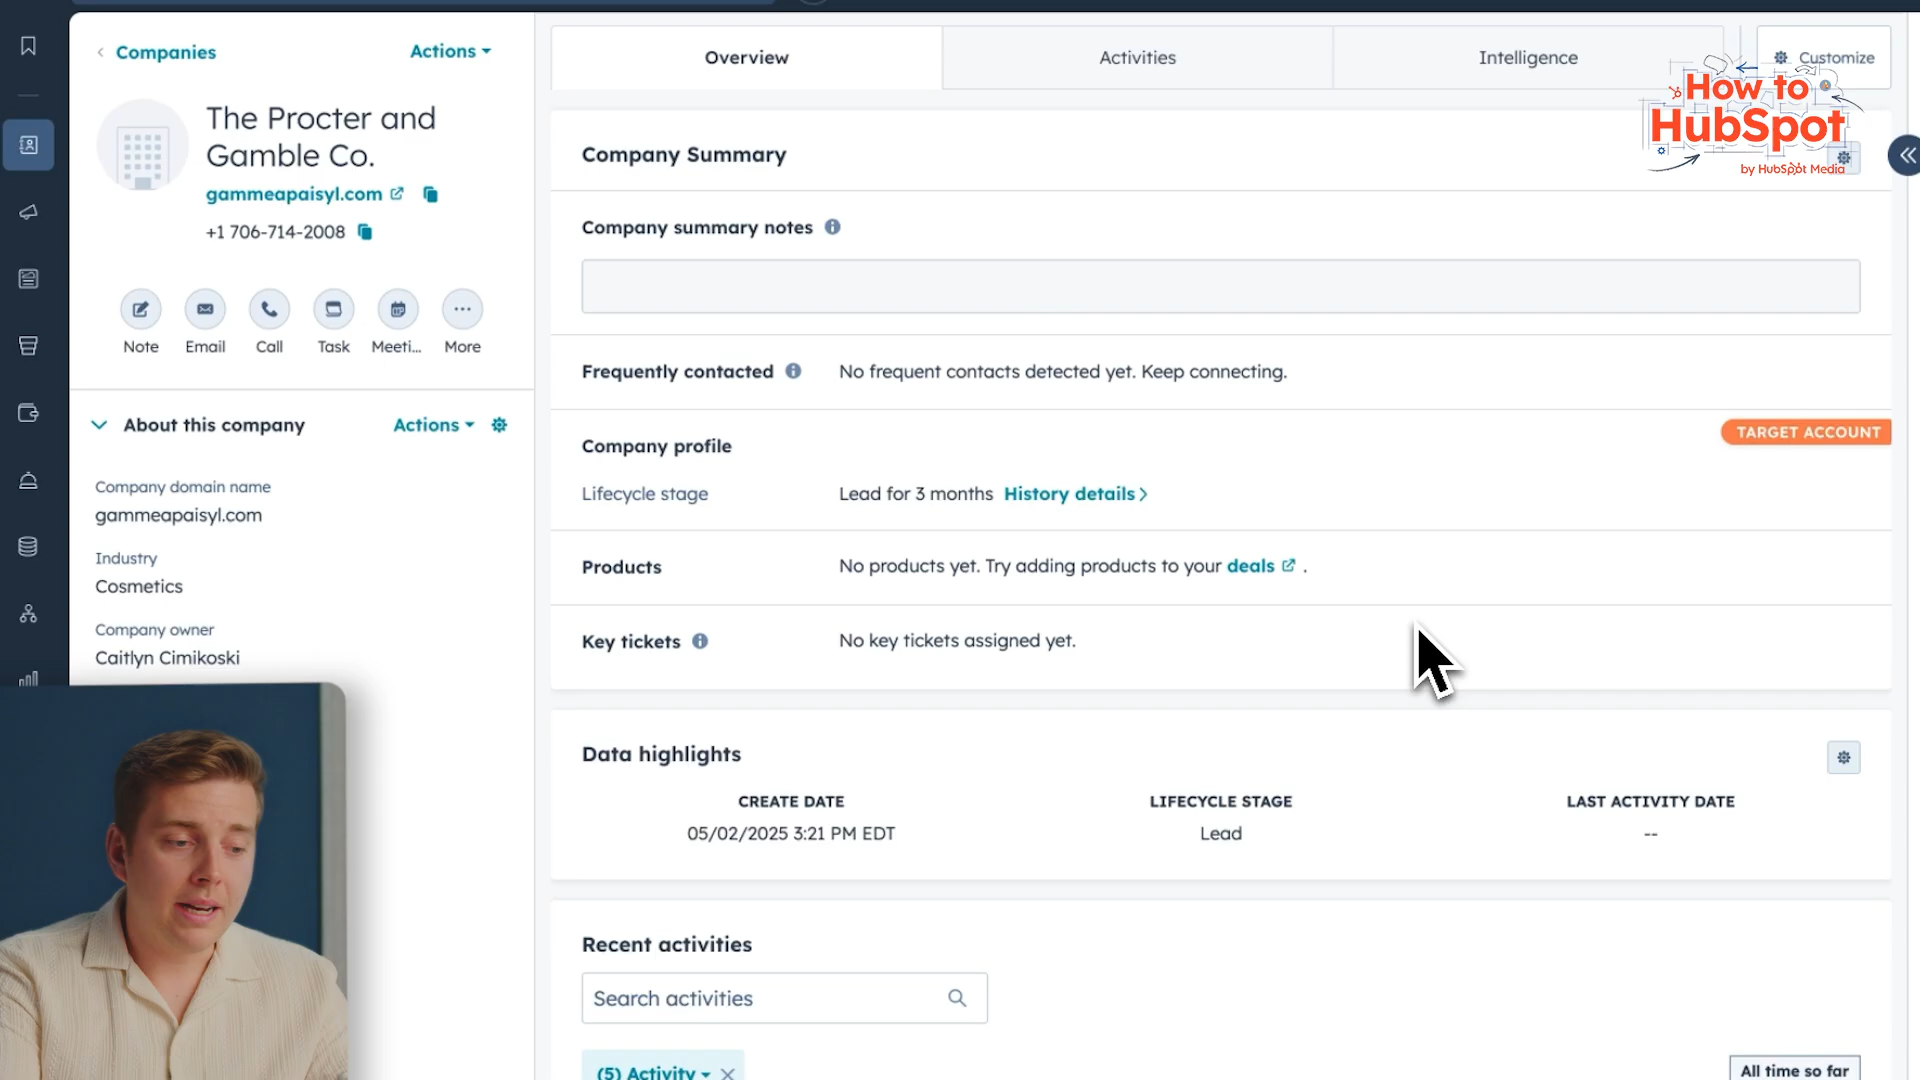 Companies
Actions
The Procter and
Gamble Co.
gammeapaisyl.com
+1 706-714-2008
Note
Email
Call
Task
Meeti...
More
About this company
Actions
Company domain name
gammeapaisyl.com
Industry
Cosmetics
Company owner
Caitlyn Cimikoski
Overview
Activities
Intelligence
Customize
How to
HubSpot
by HubSpot Media
Company Summary
Company summary notes
Frequently contacted
No frequent contacts detected yet. Keep connecting.
TARGET ACCOUNT
Company profile
Lifecycle stage
Lead for 3 months History details
Products
No products yet. Try adding products to your deals .
Key tickets
No key tickets assigned yet.
Data highlights
CREATE DATE
05/02/2025 3:21 PM EDT
LIFECYCLE STAGE
Lead
LAST ACTIVITY DATE
--
Recent activities
Search activities
(5) Activity
All time so far